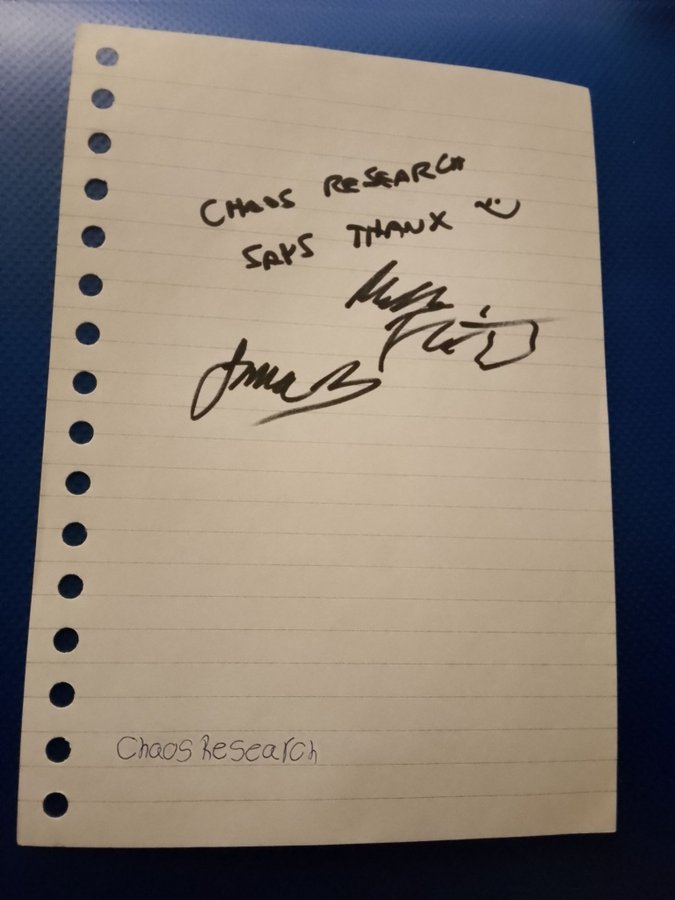 CHAOS RESEARCH
SAYS THANX :)
Chaos Research